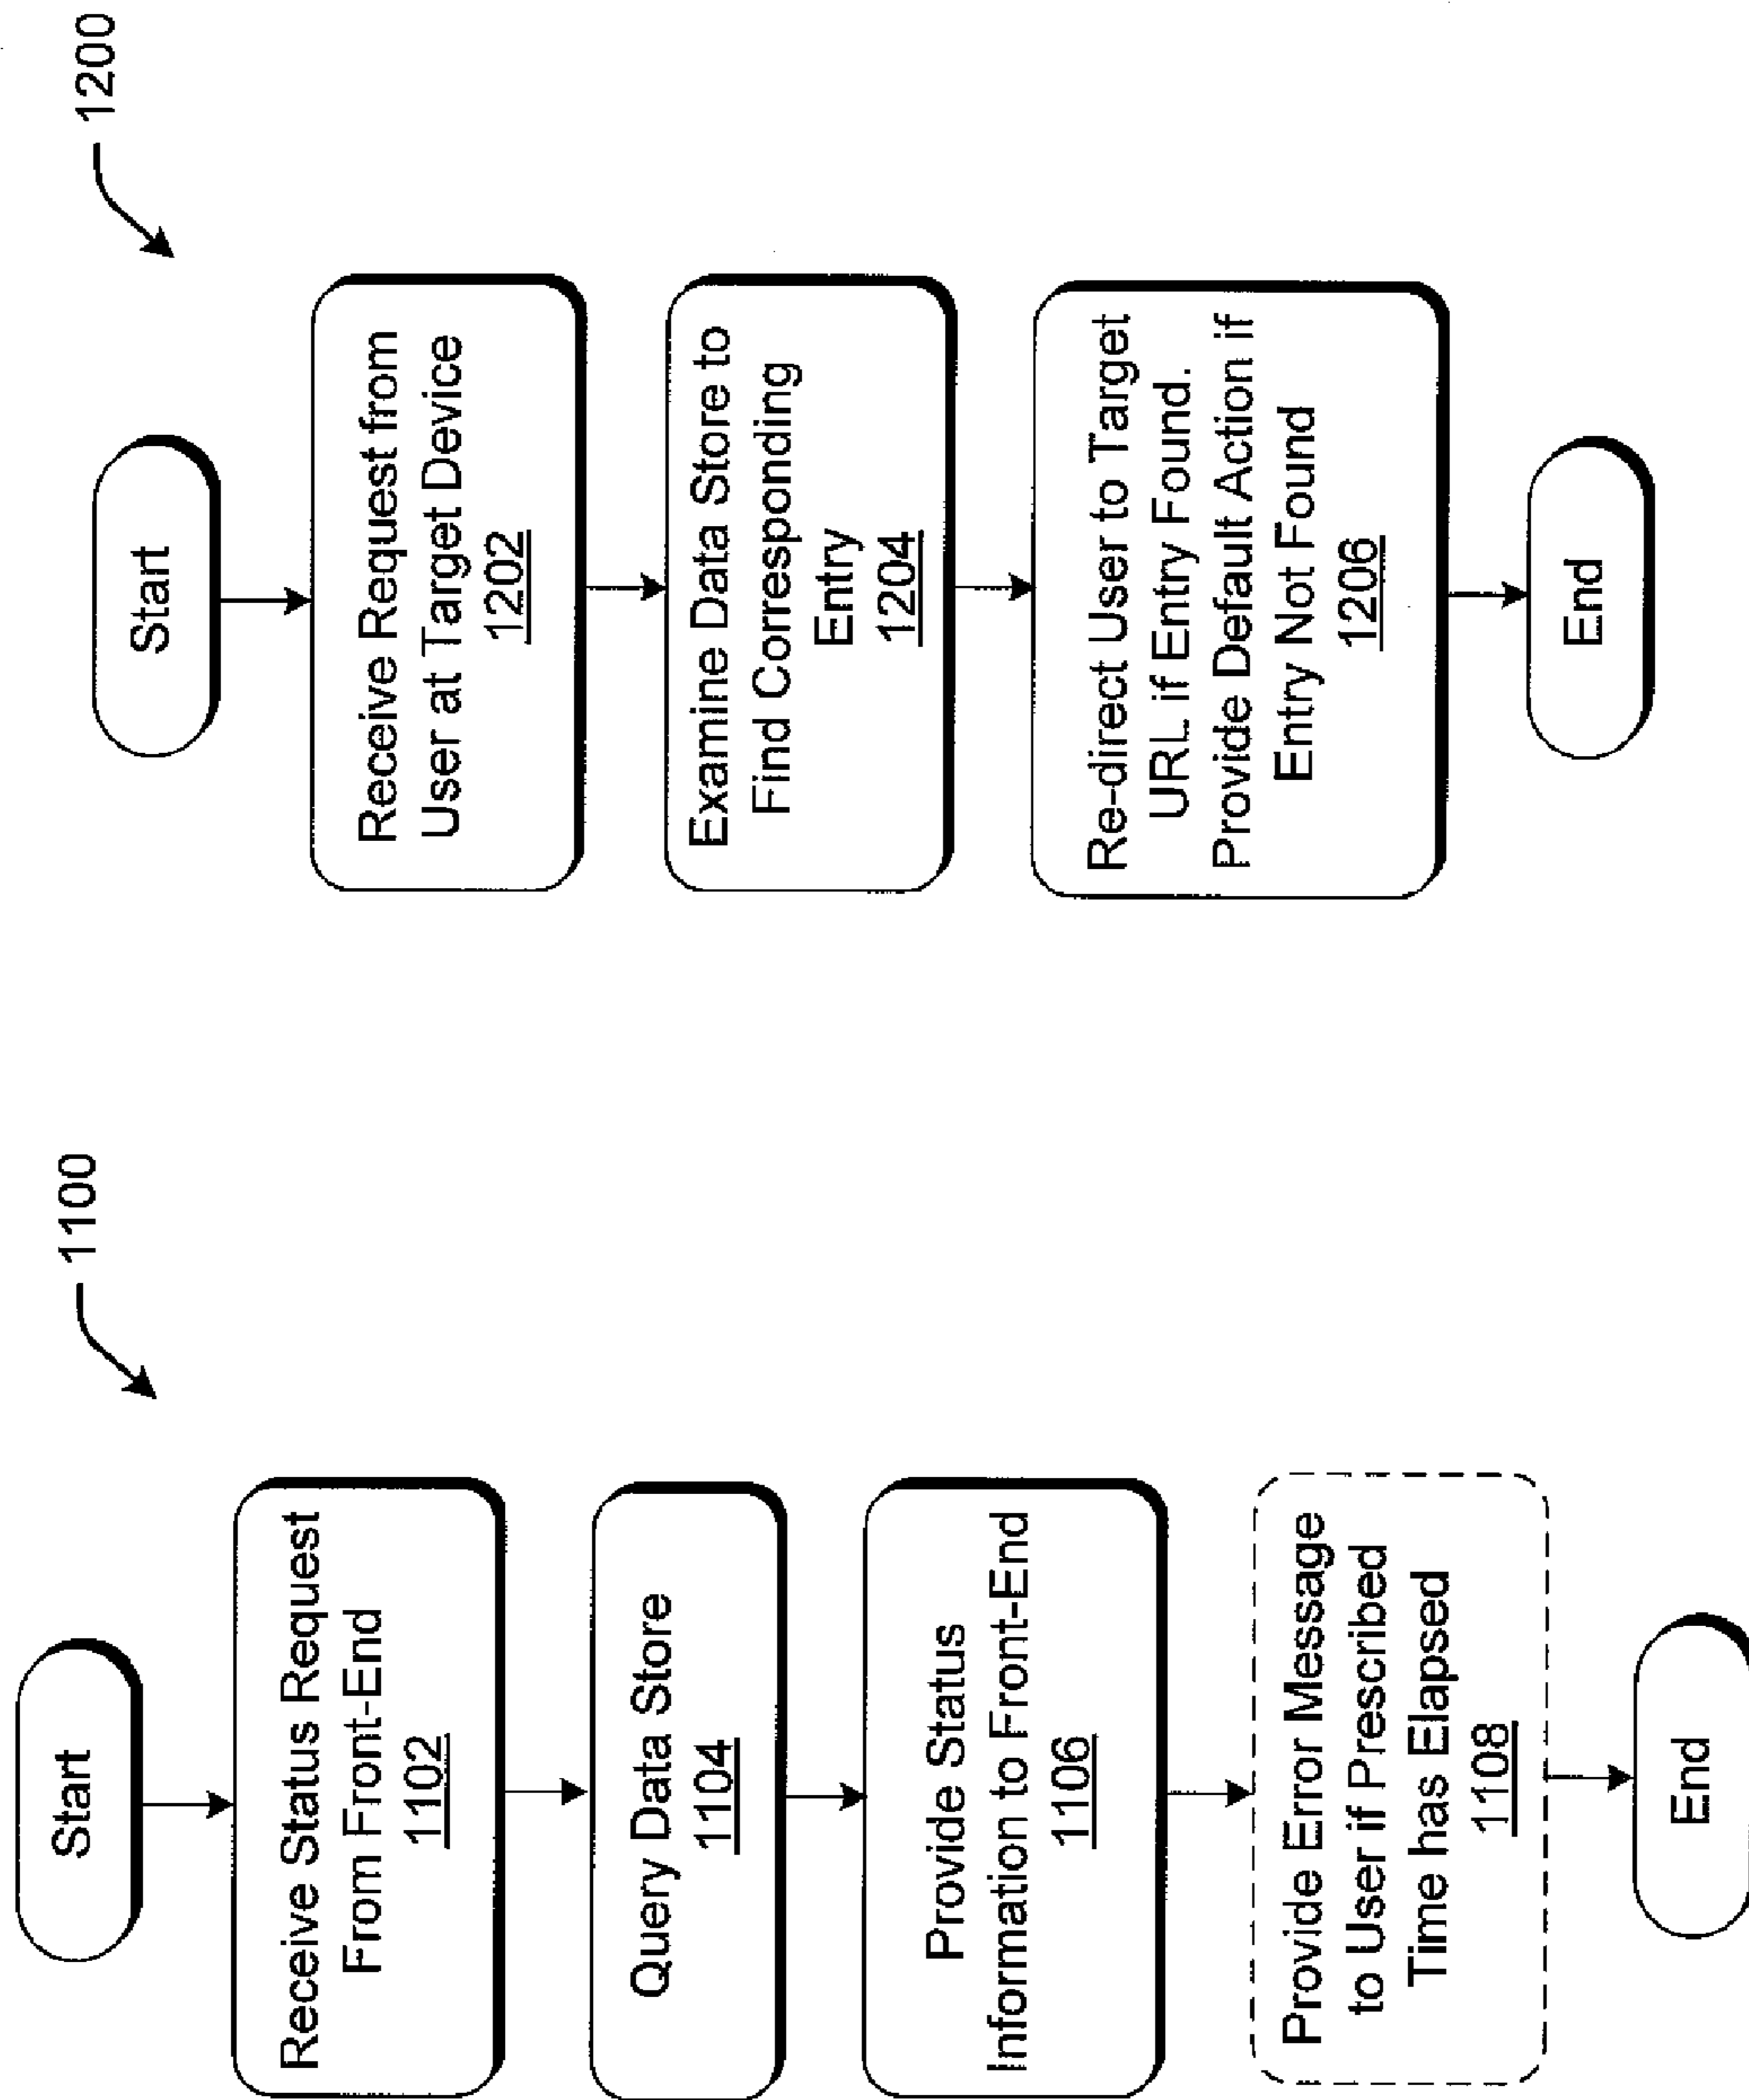 1100
Start
Receive Status Request
From Front-End
1102
Query Data Store
1104
Provide Status
Information to Front-End
1106
Provide Error Message
to User if Prescribed
Time has Elapsed
1108
End
1200
Start
Receive Request from
User at Target Device
1202
Examine Data Store to
Find Corresponding
Entry
1204
Re-direct User to Target
URL if Entry Found.
Provide Default Action if
Entry Not Found
1206
End